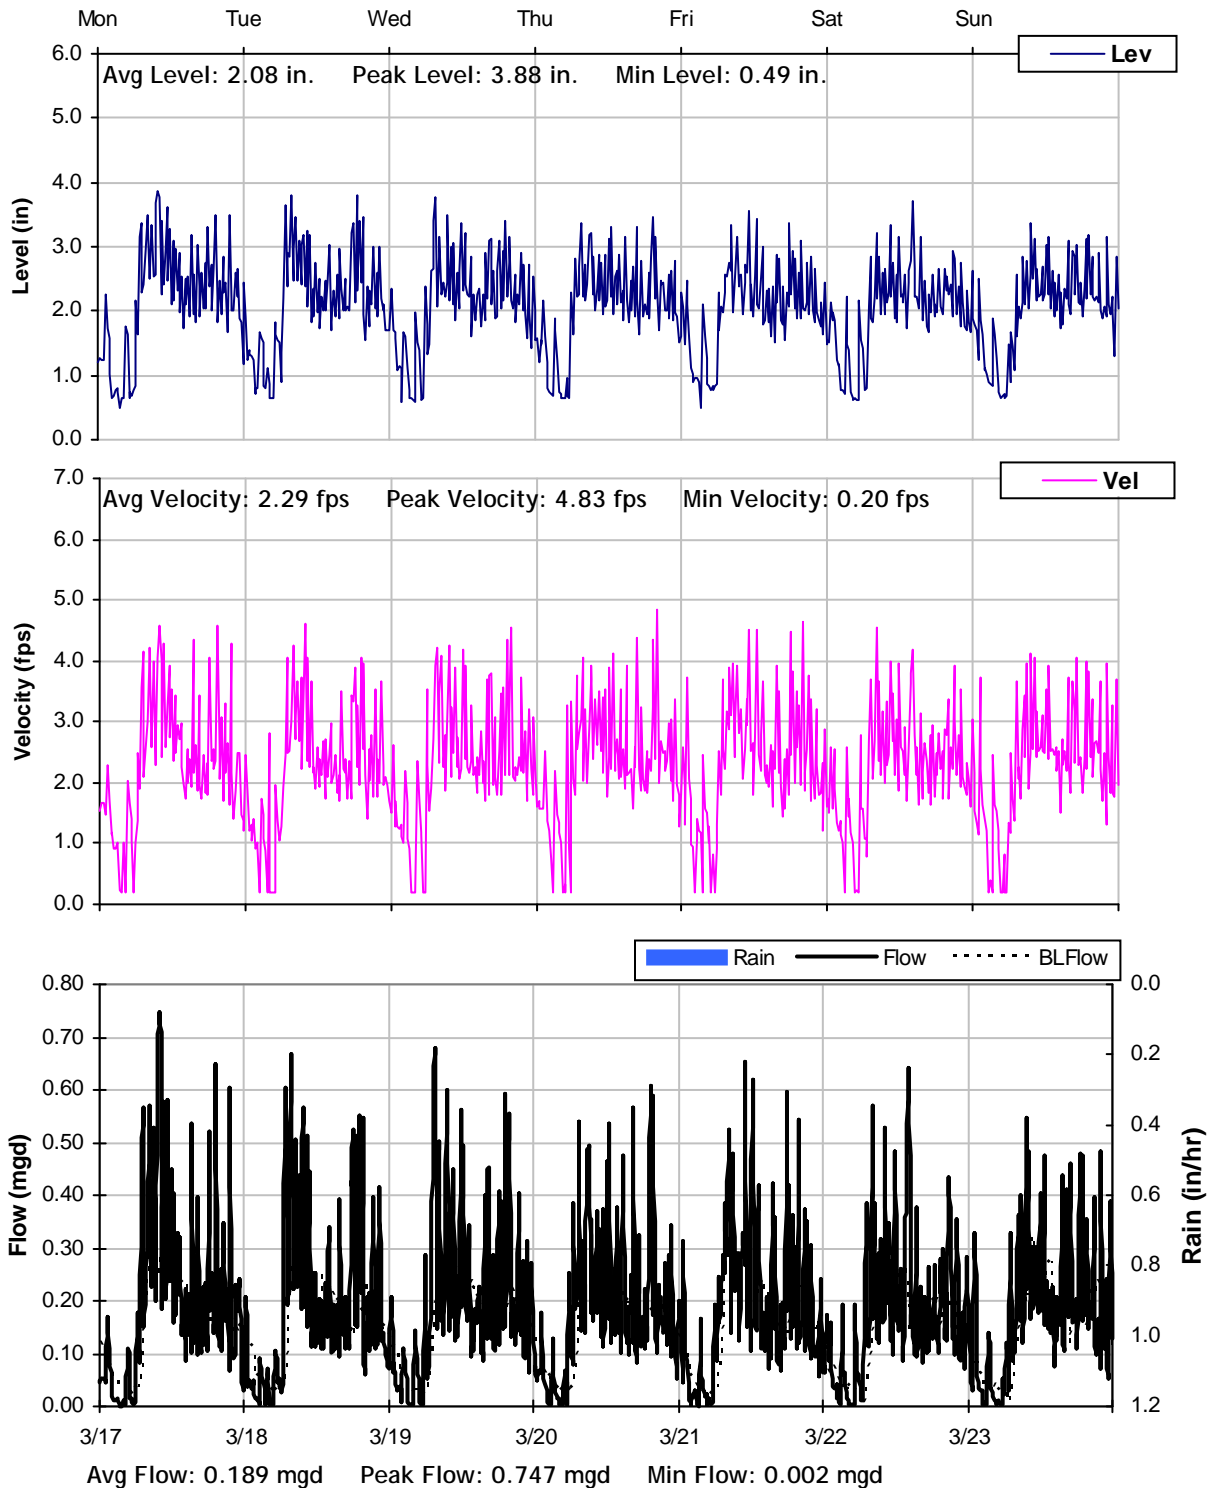 Mon Tue Wed Thu Fri Sat Sun
Lev
Avg Level: 2.08 in. Peak Level: 3.88 in. Min Level: 0.49 in.
6.0
5.0
4.0
3.0
2.0
1.0
0.0
Level (in)
Vel
Avg Velocity: 2.29 fps Peak Velocity: 4.83 fps Min Velocity: 0.20 fps
7.0
6.0
5.0
4.0
3.0
2.0
1.0
0.0
Velocity (fps)
Rain Flow BLFlow
0.80 0.0
0.70
0.2
0.60
0.50
0.4
0.40
0.6
0.30
0.8
0.20
1.0
0.10
0.00 1.2
Flow (mgd)
Rain (in/hr)
3/17 3/18 3/19 3/20 3/21 3/22 3/23
Avg Flow: 0.189 mgd Peak Flow: 0.747 mgd Min Flow: 0.002 mgd